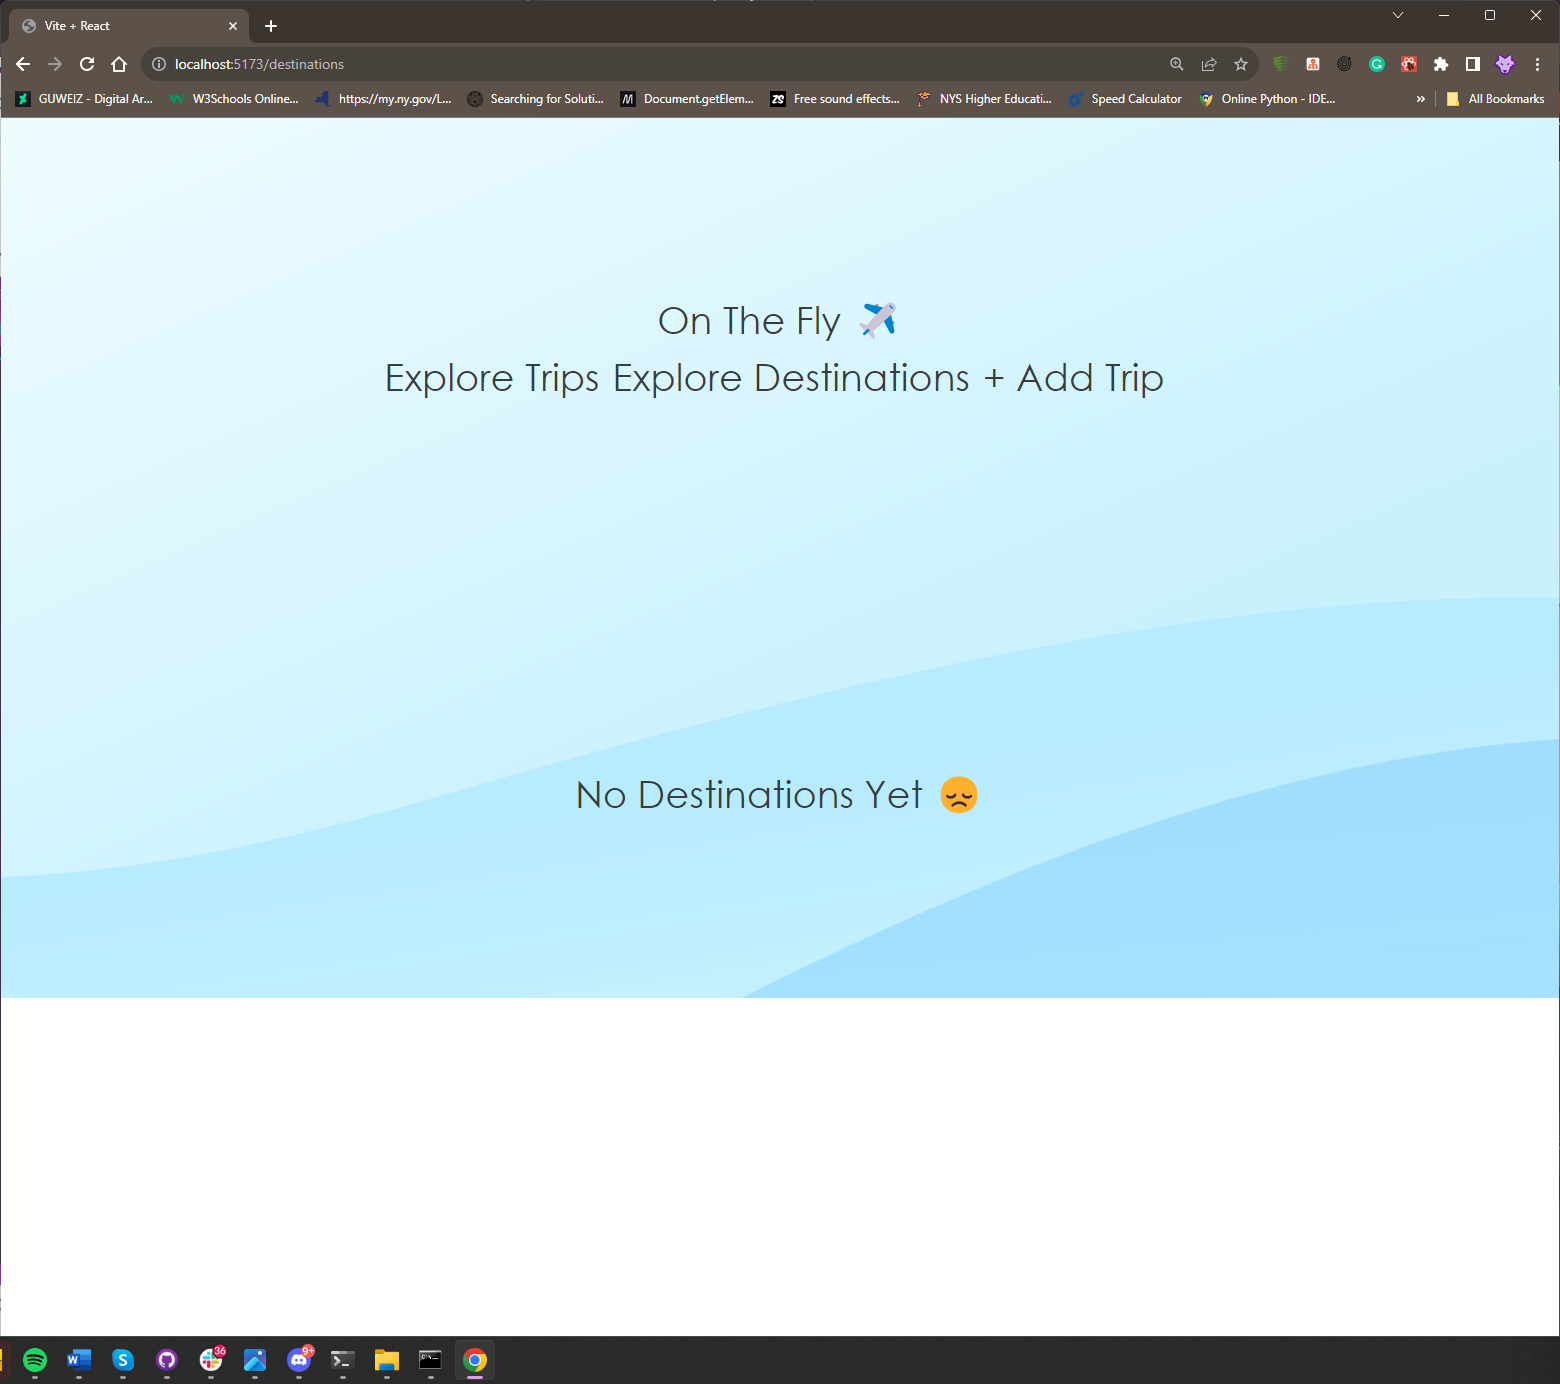 Vite + React
localhost:5173/destinations
GUWEIZ - Digital Ar... W3Schools Online... https://my.ny.gov/L... Searching for Soluti... Document.getElem... Free sound effects... NYS Higher Educati... Speed Calculator Online Python - IDE... » All Bookmarks
On The Fly ✈️
Explore Trips Explore Destinations + Add Trip
No Destinations Yet 😞
36 9+